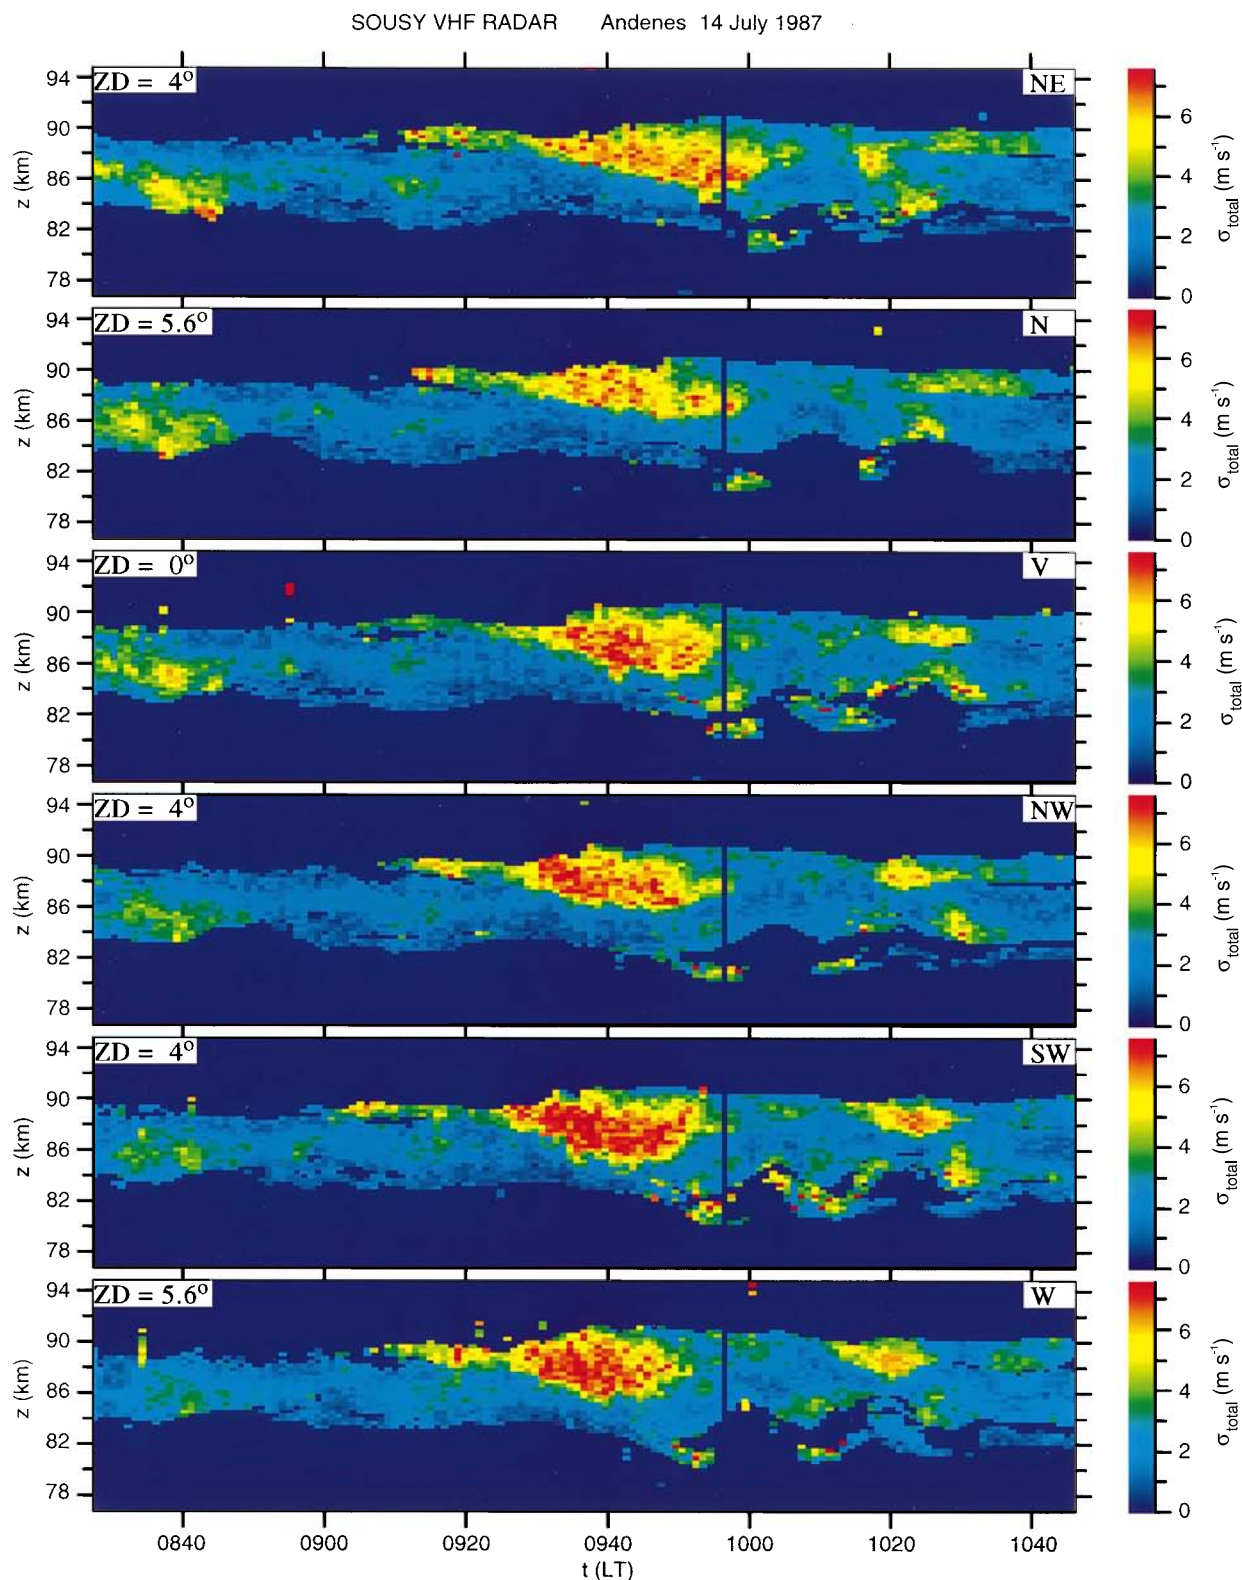 SOUSY VHF RADAR Andenes 14 July 1987
ZD = 4° NE
94
90
86
82
78
z (km)
6
4
2
0
σtotal (m s-1)
ZD = 5.6° N
94
90
86
82
78
z (km)
6
4
2
0
σtotal (m s-1)
ZD = 0° V
94
90
86
82
78
z (km)
6
4
2
0
σtotal (m s-1)
ZD = 4° NW
94
90
86
82
78
z (km)
6
4
2
0
σtotal (m s-1)
ZD = 4° SW
94
90
86
82
78
z (km)
6
4
2
0
σtotal (m s-1)
ZD = 5.6° W
94
90
86
82
78
z (km)
6
4
2
0
σtotal (m s-1)
0840 0900 0920 0940 1000 1020 1040
t (LT)